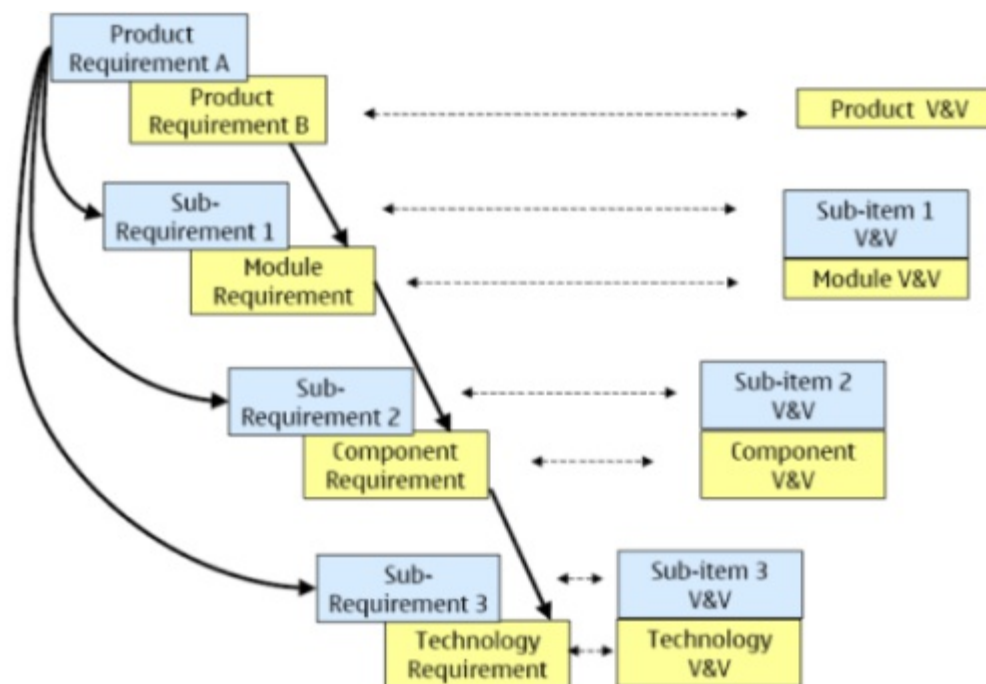 Product
Requirement A
Product
Requirement B
Product V&V
Sub-
Requirement 1
Sub-item 1
V&V
Module
Requirement
Module V&V
Sub-
Requirement 2
Sub-item 2
V&V
Component
Requirement
Component
V&V
Sub-
Requirement 3
Sub-item 3
V&V
Technology
Requirement
Technology
V&V